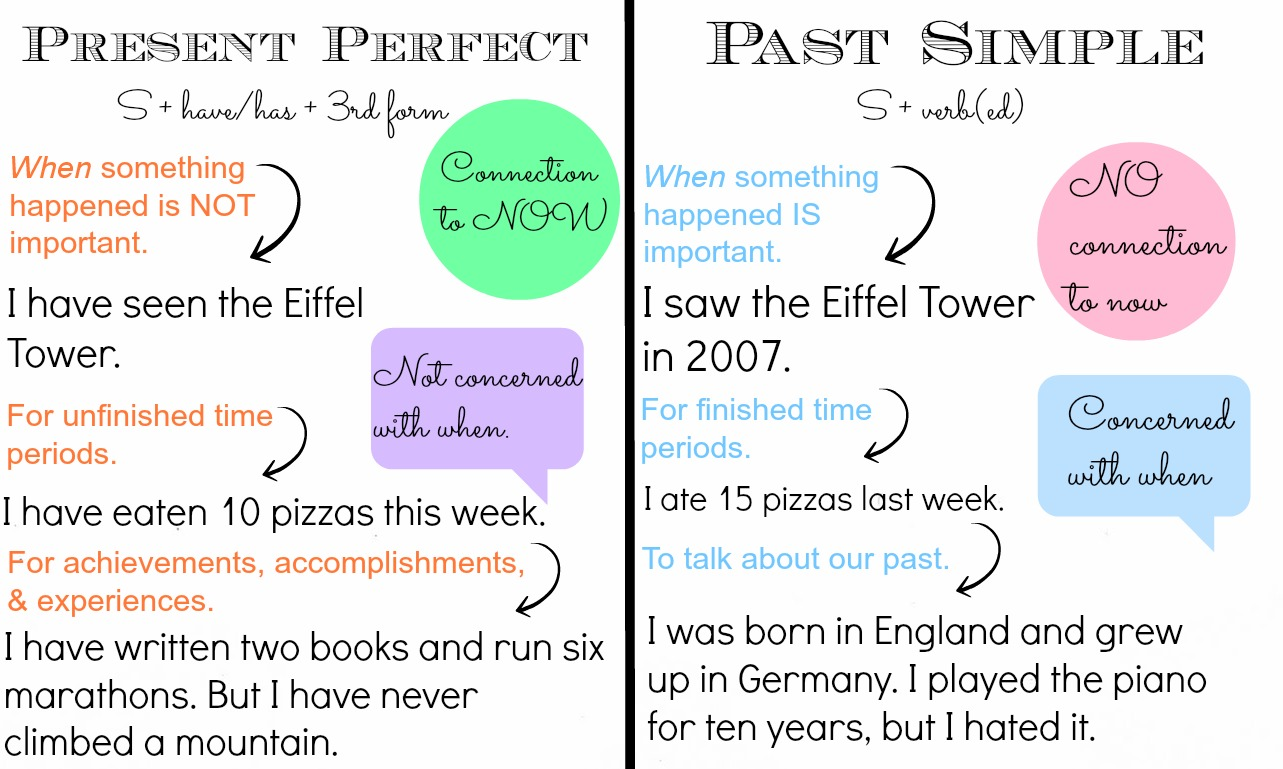 PRESENT PERFECT
S + have/has + 3rd form
Connection
to NOW
When something
happened is NOT
important.
I have seen the Eiffel
Tower.
Not concerned
with when.
For unfinished time
periods.
I have eaten 10 pizzas this week.
For achievements, accomplishments,
& experiences.
I have written two books and run six
marathons. But I have never
climbed a mountain.
PAST SIMPLE
S + verb(ed)
NO
connection
to now
When something
happened IS
important.
I saw the Eiffel Tower
in 2007.
Concerned
with when
For finished time
periods.
I ate 15 pizzas last week.
To talk about our past.
I was born in England and grew
up in Germany. I played the piano
for ten years, but I hated it.